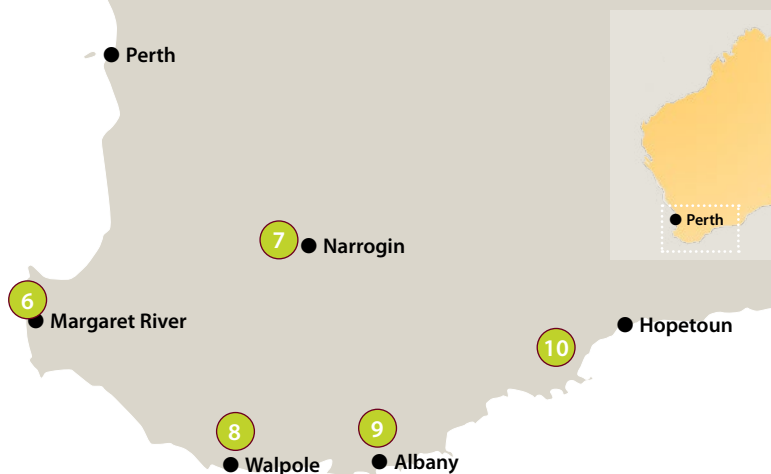 Perth
Perth
7
Narrogin
6
Margaret River
Hopetoun
10
8
9
Walpole
Albany